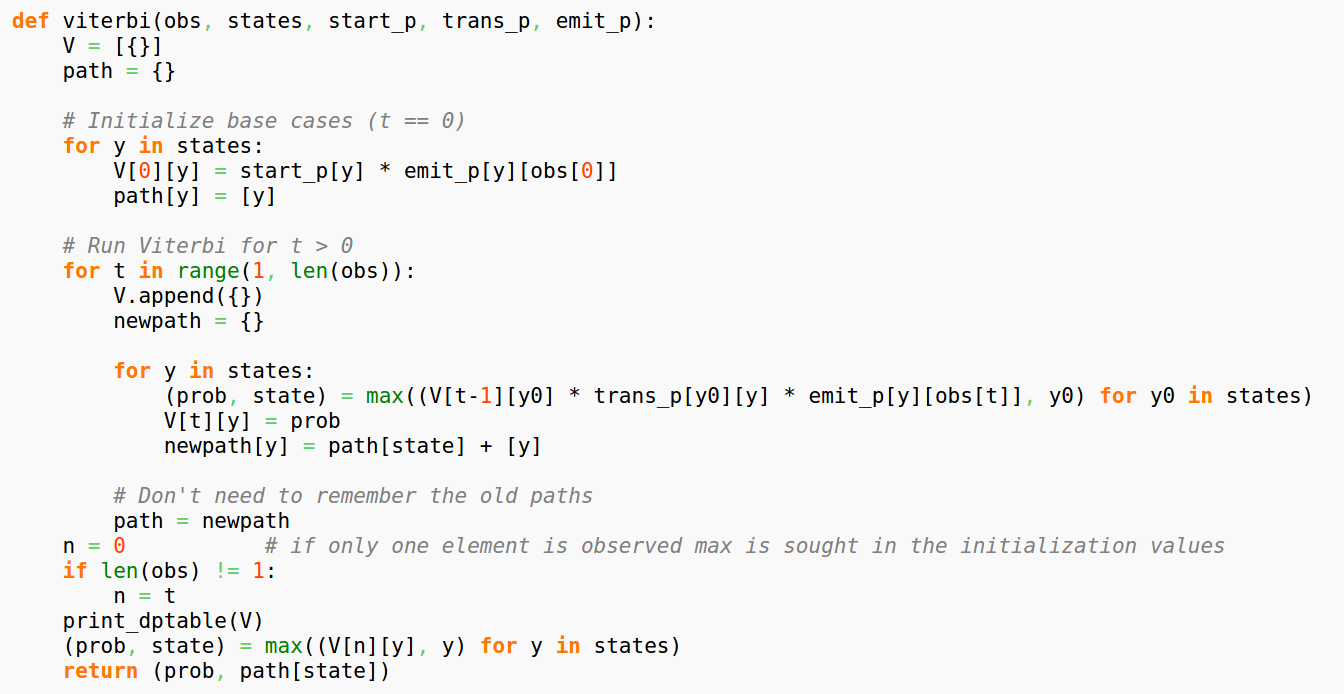 def viterbi(obs, states, start_p, trans_p, emit_p):
    V = [{}]
    path = {}

    # Initialize base cases (t == 0)
    for y in states:
        V[0][y] = start_p[y] * emit_p[y][obs[0]]
        path[y] = [y]

    # Run Viterbi for t > 0
    for t in range(1, len(obs)):
        V.append({})
        newpath = {}

        for y in states:
            (prob, state) = max((V[t-1][y0] * trans_p[y0][y] * emit_p[y][obs[t]], y0) for y0 in states)
            V[t][y] = prob
            newpath[y] = path[state] + [y]

        # Don't need to remember the old paths
        path = newpath
    n = 0           # if only one element is observed max is sought in the initialization values
    if len(obs) != 1:
        n = t
    print_dptable(V)
    (prob, state) = max((V[n][y], y) for y in states)
    return (prob, path[state])